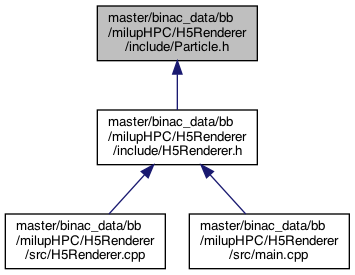 master/binac_data/bb
/milupHPC/H5Renderer
/include/Particle.h
master/binac_data/bb
/milupHPC/H5Renderer
/include/H5Renderer.h
master/binac_data/bb
/milupHPC/H5Renderer
/src/H5Renderer.cpp
master/binac_data/bb
/milupHPC/H5Renderer
/src/main.cpp